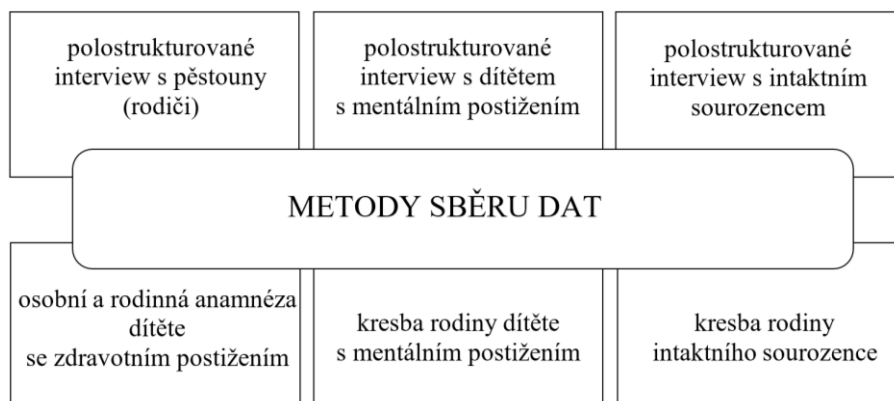 polostrukturované
interview s pěstouny
(rodiči)
polostrukturované
interview s dítětem
s mentálním postižením
polostrukturované
interview s intaktním
sourozencem
METODY SBĚRU DAT
osobní a rodinná anamnéza
dítěte
se zdravotním postižením
kresba rodiny dítěte
s mentálním postižením
kresba rodiny
intaktního sourozence